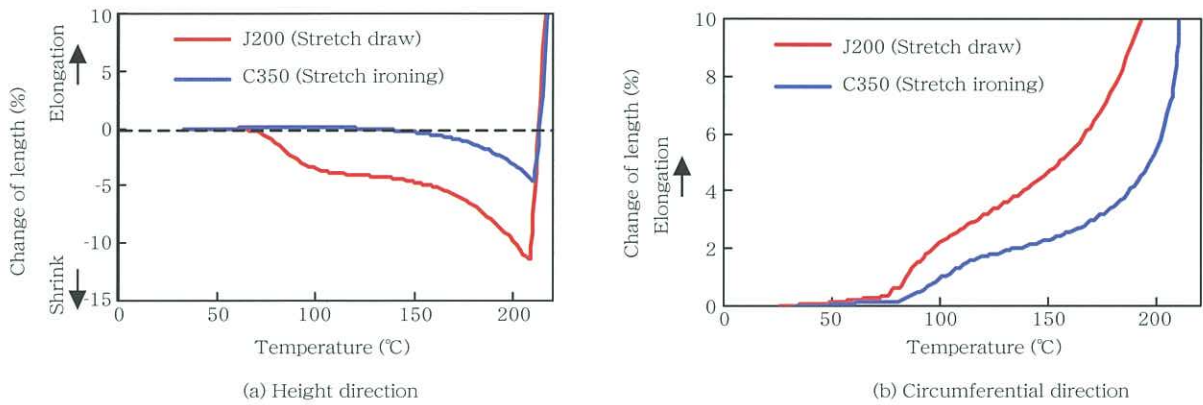 10
5
0
-5
-10
-15
Change of length (%)
Elongation
Shrink
J200 (Stretch draw)
C350 (Stretch ironing)
0
50
100
150
200
Temperature (℃)
(a) Height direction
10
8
6
4
2
0
Change of length (%)
Elongation
J200 (Stretch draw)
C350 (Stretch ironing)
0
50
100
150
200
Temperature (℃)
(b) Circumferential direction